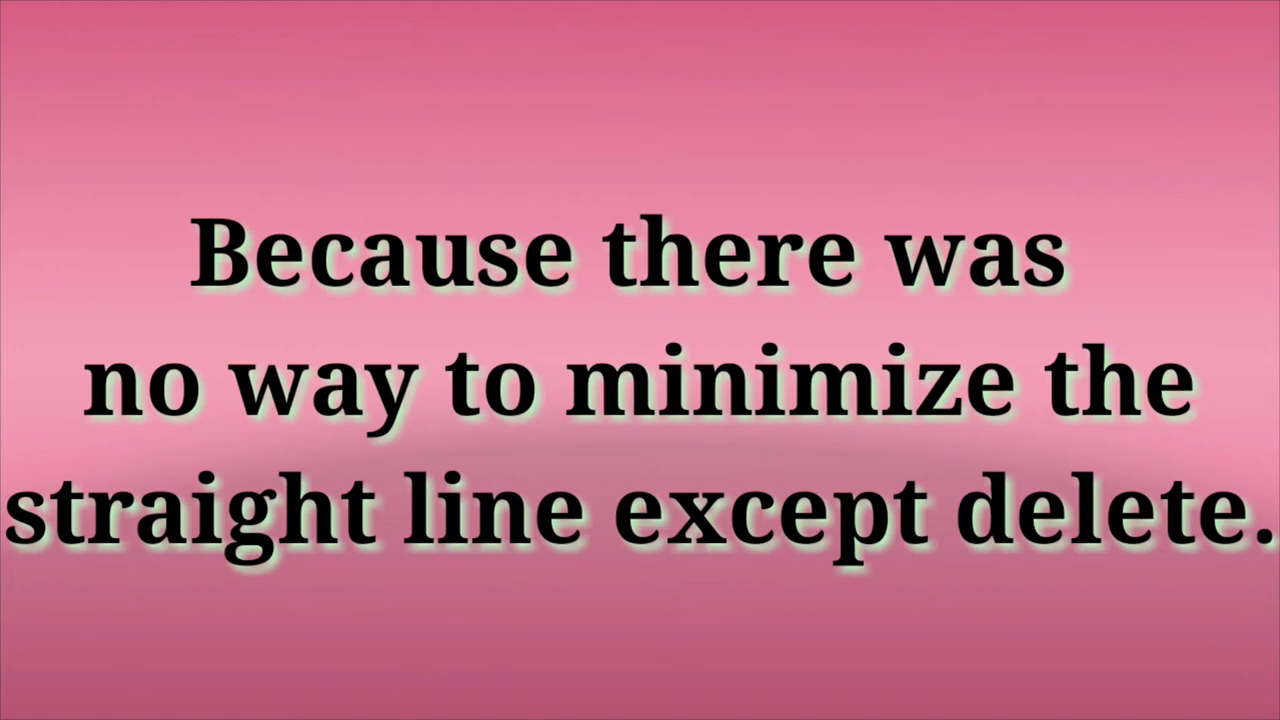 Because there was
no way to minimize the
straight line except delete.